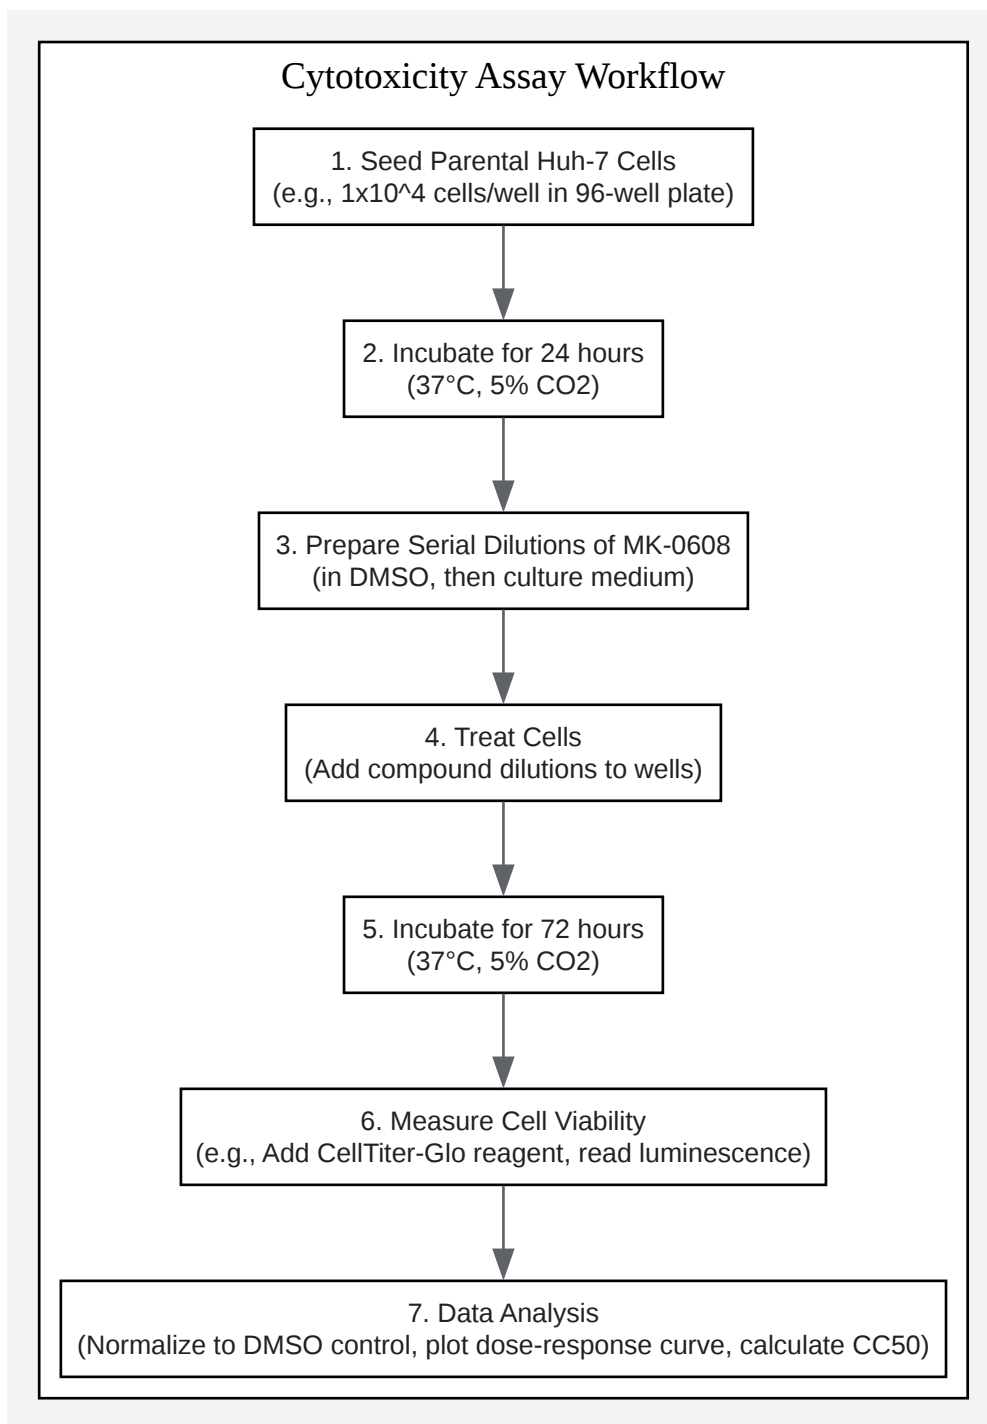 Cytotoxicity Assay Workflow
1. Seed Parental Huh-7 Cells
(e.g., 1x10^4 cells/well in 96-well plate)
2. Incubate for 24 hours
(37°C, 5% CO2)
3. Prepare Serial Dilutions of MK-0608
(in DMSO, then culture medium)
4. Treat Cells
(Add compound dilutions to wells)
5. Incubate for 72 hours
(37°C, 5% CO2)
6. Measure Cell Viability
(e.g., Add CellTiter-Glo reagent, read luminescence)
7. Data Analysis
(Normalize to DMSO control, plot dose-response curve, calculate CC50)